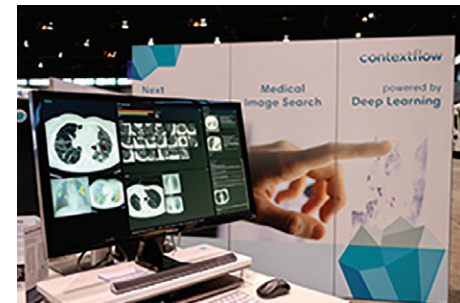 contextflow
Next
Medical
Image Search
powered by
Deep Learning